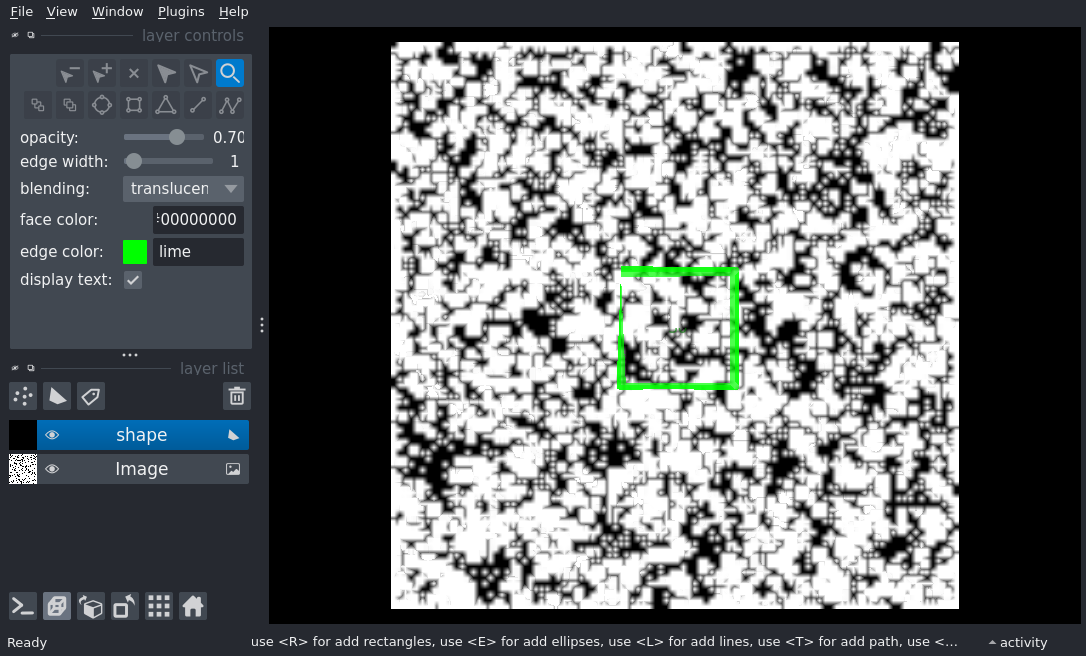 File View Window Plugins Help
layer controls
opacity: 0.70
edge width: 1
blending: translucen
face color: 00000000
edge color: lime
display text:
layer list
shape
Image
Ready use <R> for add rectangles, use <E> for add ellipses, use <L> for add lines, use <T> for add path, use <... activity